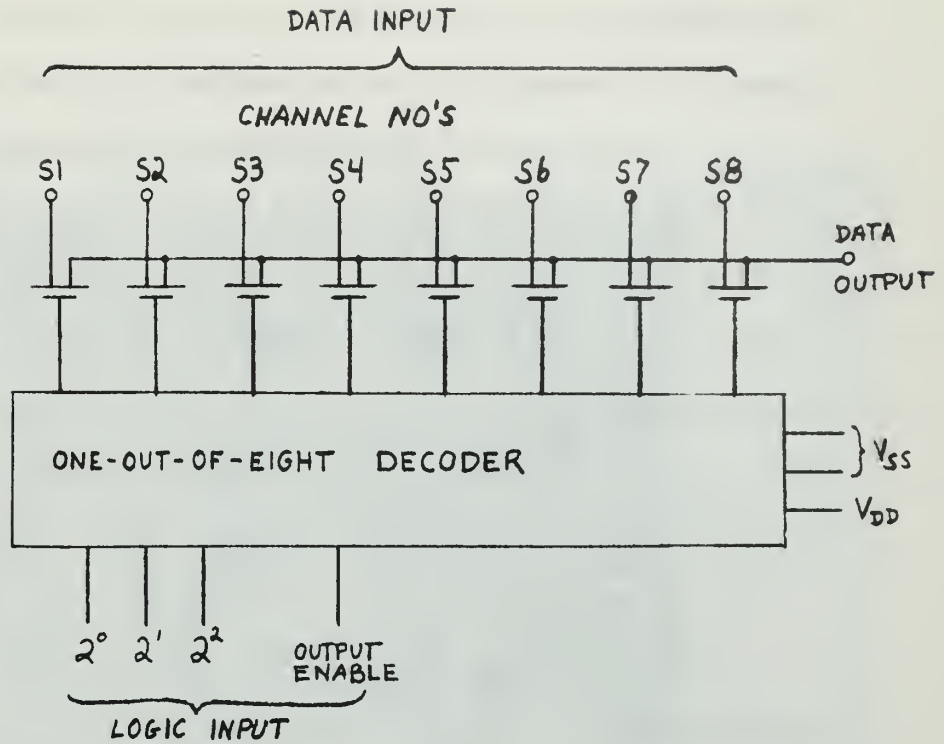 DATA INPUT
CHANNEL NO'S
S1 S2 S3 S4 S5 S6 S7 S8
DATA
OUTPUT
ONE-OUT-OF-EIGHT DECODER
VSS
VDD
2⁰ 2¹ 2² OUTPUT
ENABLE
LOGIC INPUT